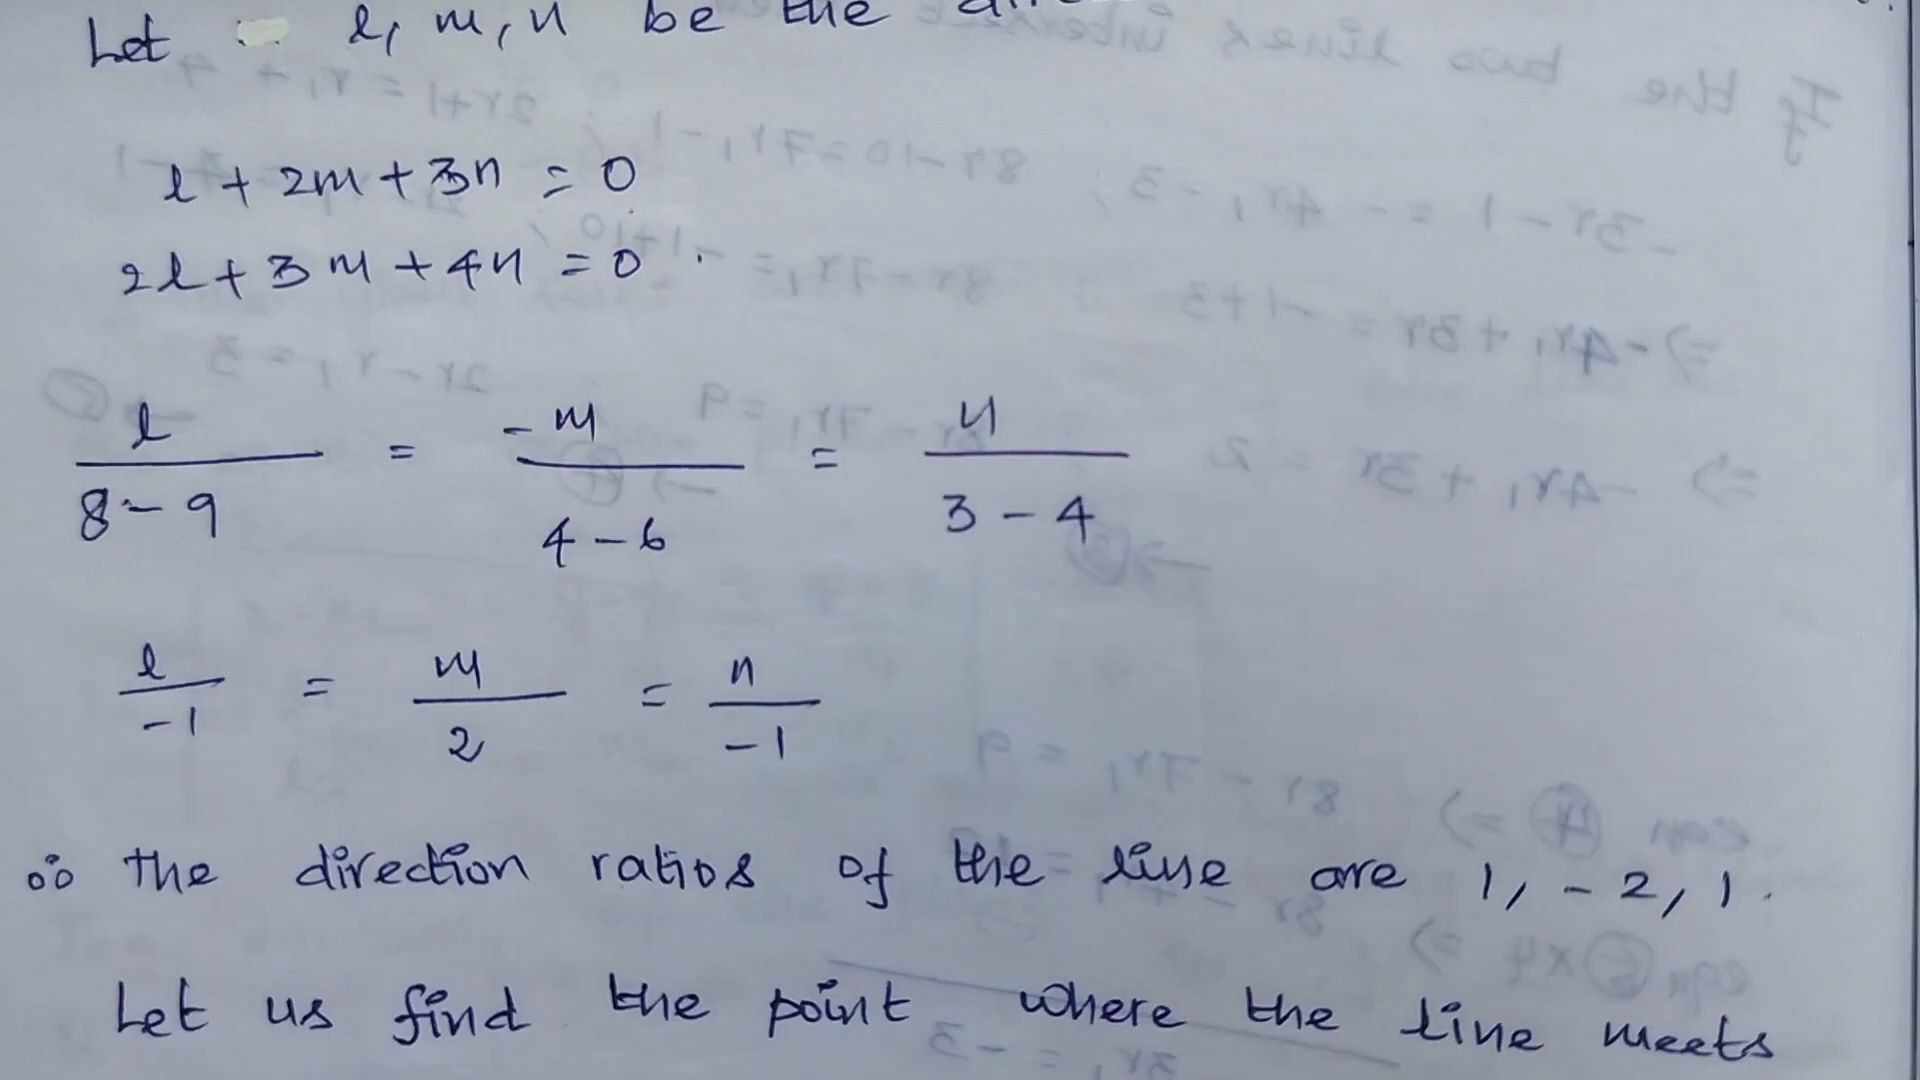 Let l, m, n be the
l + 2m + 3n = 0
2l + 3m + 4n = 0
l/8-9 = -m/4-6 = n/3-4
l/-1 = m/2 = n/-1
∴ the direction ratios of the line are 1, -2, 1.
Let us find the point where the line meets